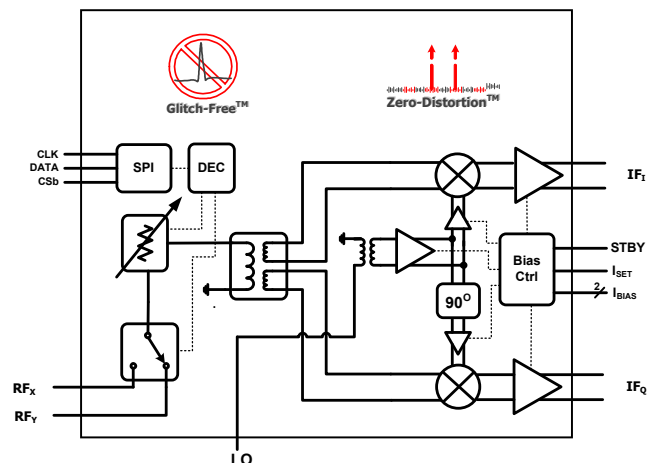 Glitch-Free™
Zero-Distortion™
CLK
DATA
CSb
SPI
DEC
IF_I
STBY
Bias
Ctrl
I_SET
2
I_BIAS
90°
RF_X
RF_Y
IF_Q
LO